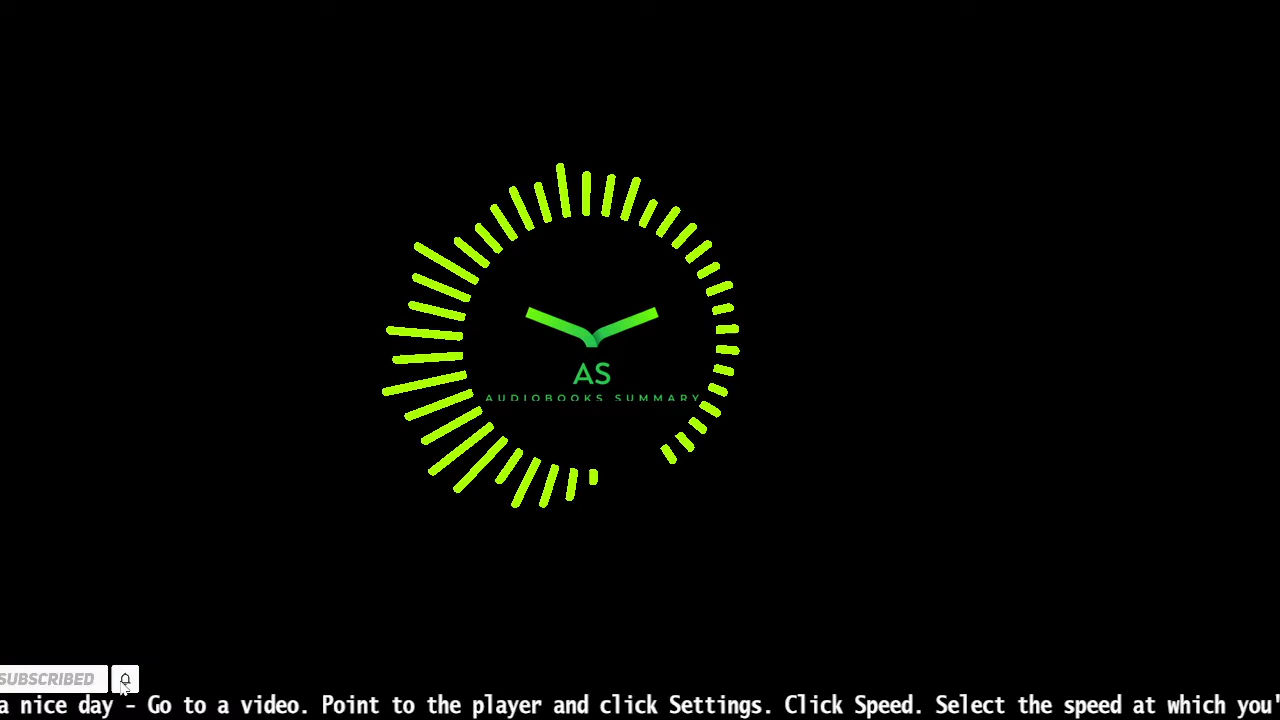 AS
AUDIOBOOKS SUMMARY
SUBSCRIBED
a nice day - Go to a video. Point to the player and click Settings. Click Speed. Select the speed at which you'